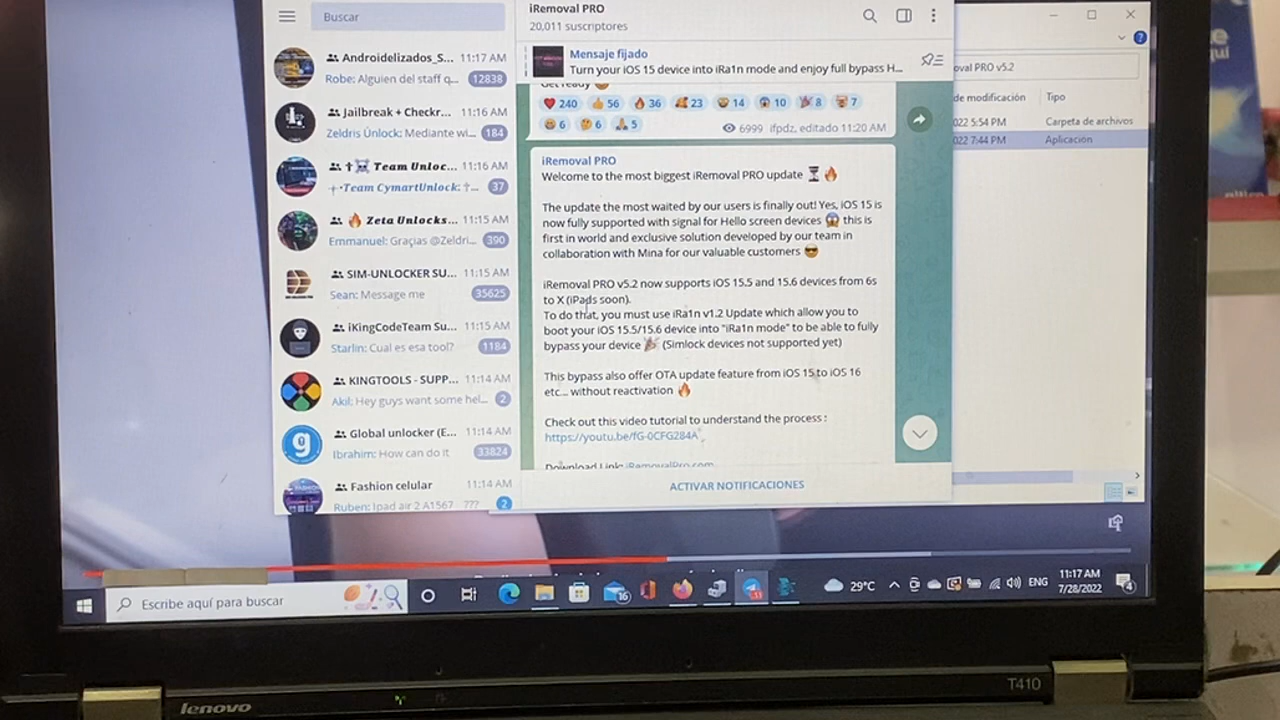 Buscar
Androidelizados_S... 11:17 AM
Robe: Alguien del staff q... 12838
Jailbreak + Checkr... 11:16 AM
Zeldris Únlock: Mediante wi... 184
Team Unloc... 11:16 AM
Team CymartUnlock: †... 37
Zeta Unlocks... 11:15 AM
Emmanuel: Graçias @Zeldri... 390
SIM-UNLOCKER SU... 11:15 AM
Sean: Message me 35625
iKingCodeTeam Su... 11:15 AM
Starlin: Cual es esa tool? 1184
KINGTOOLS - SUPP... 11:14 AM
Akil: Hey guys want some hel... 2
Global unlocker (E... 11:14 AM
Ibrahim: How can do it 33824
Fashion celular 11:14 AM
Ruben: Ipad air 2 A1567 ??? 2
iRemoval PRO
20,011 suscriptores
Mensaje fijado
Turn your iOS 15 device into iRa1n mode and enjoy full bypass H...
Get ready
240 56 36 23 14 10 8 7
6 6 5
6999 ifpdz, editado 11:20 AM
iRemoval PRO
Welcome to the most biggest iRemoval PRO update ⏳ 🔥
The update the most waited by our users is finally out! Yes, iOS 15 is
now fully supported with signal for Hello screen devices 😱 this is
first in world and exclusive solution developed by our team in
collaboration with Mina for our valuable customers 😎
iRemoval PRO v5.2 now supports iOS 15.5 and 15.6 devices from 6s
to X (iPads soon).
To do that, you must use iRa1n v1.2 Update which allow you to
boot your iOS 15.5/15.6 device into "iRa1n mode" to be able to fully
bypass your device 🎉 (Simlock devices not supported yet)
This bypass also offer OTA update feature from iOS 15 to iOS 16
etc... without reactivation 🔥
Check out this video tutorial to understand the process :
https://youtu.be/fG-0CFG284A
Download Link: iRemovalPro.com
ACTIVAR NOTIFICACIONES
oval PRO v5.2
de modificación Tipo
022 5:54 PM Carpeta de archivos
022 7:44 PM Aplicación
Escribe aquí para buscar
16
29°C
ENG
11:17 AM
7/28/2022
4
lenovo
T410